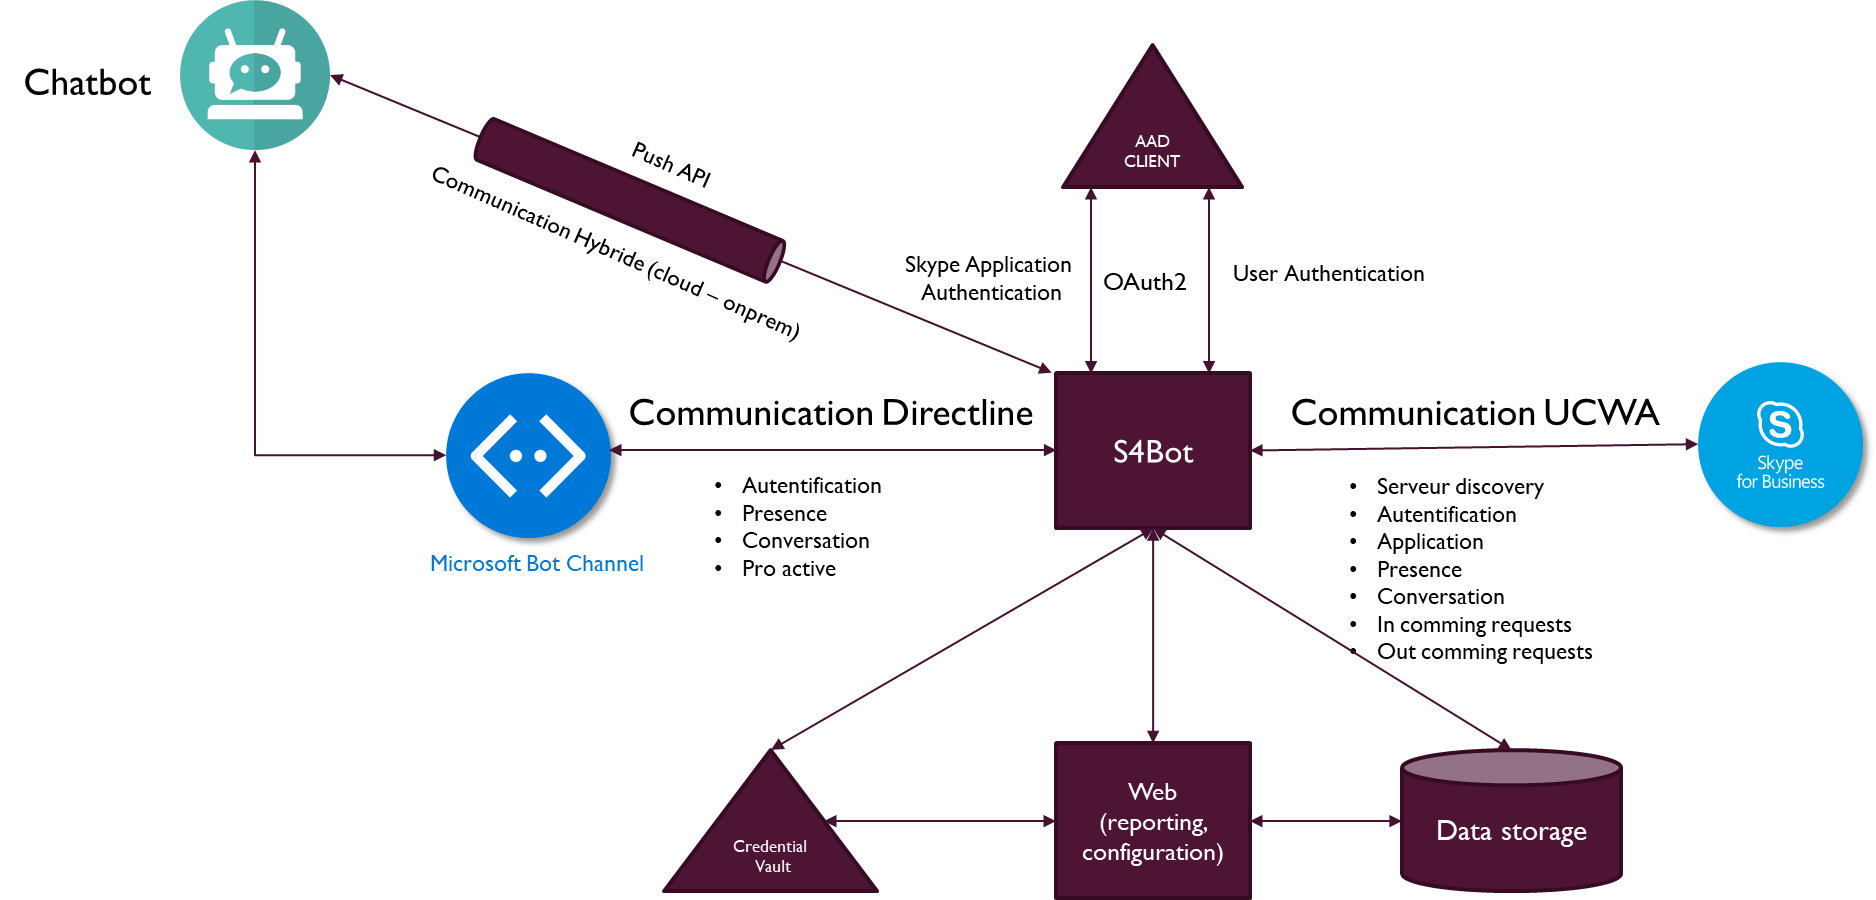 Chatbot
Push API
Communication Hybride (cloud – onprem)
AAD
CLIENT
Skype Application
Authentication
OAuth2
User Authentication
Communication Directline
S4Bot
Communication UCWA
S
Skype
for Business
• Autentification
• Presence
• Conversation
• Pro active
Microsoft Bot Channel
• Serveur discovery
• Autentification
• Application
• Presence
• Conversation
• In comming requests
• Out comming requests
Credential
Vault
Web
(reporting,
configuration)
Data storage